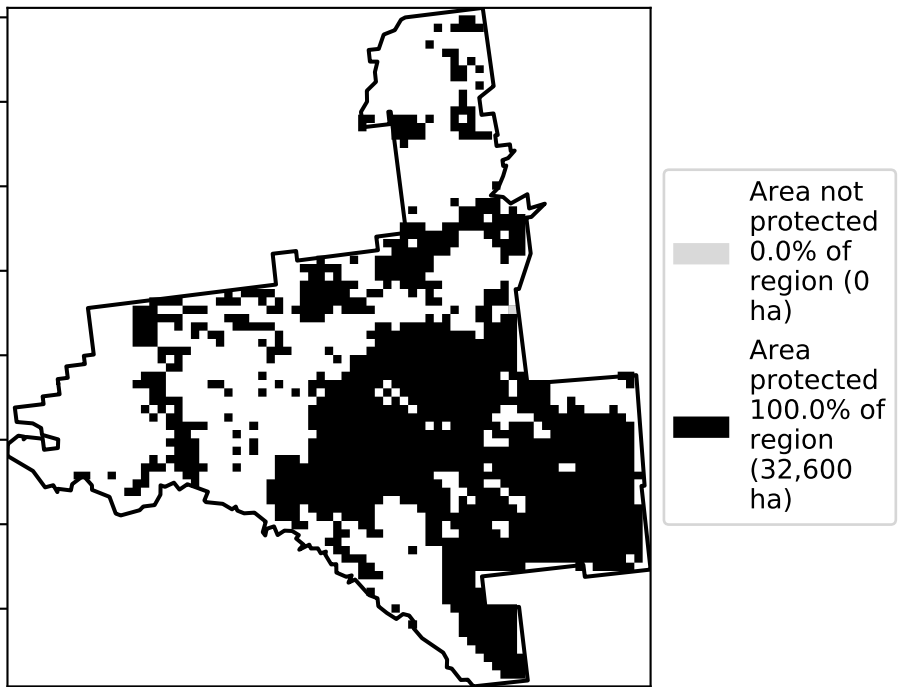 Area not
protected
0.0% of
region (0
ha)
Area
protected
100.0% of
region
(32,600
ha)